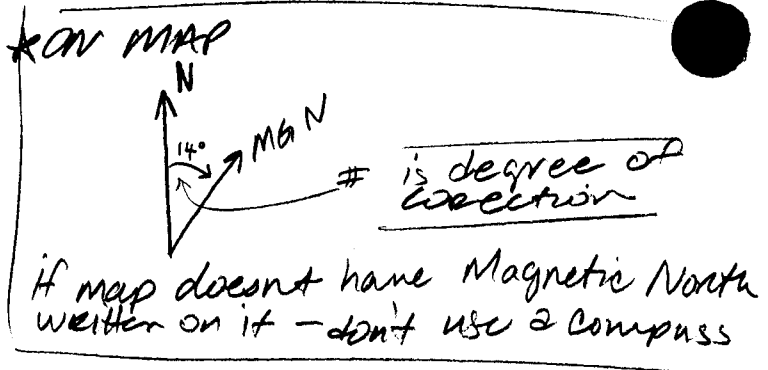 *ON MAP
N
14°
MGN
# is degree of
corection
if map doesnt have Magnetic North
written on it - don't use a compass